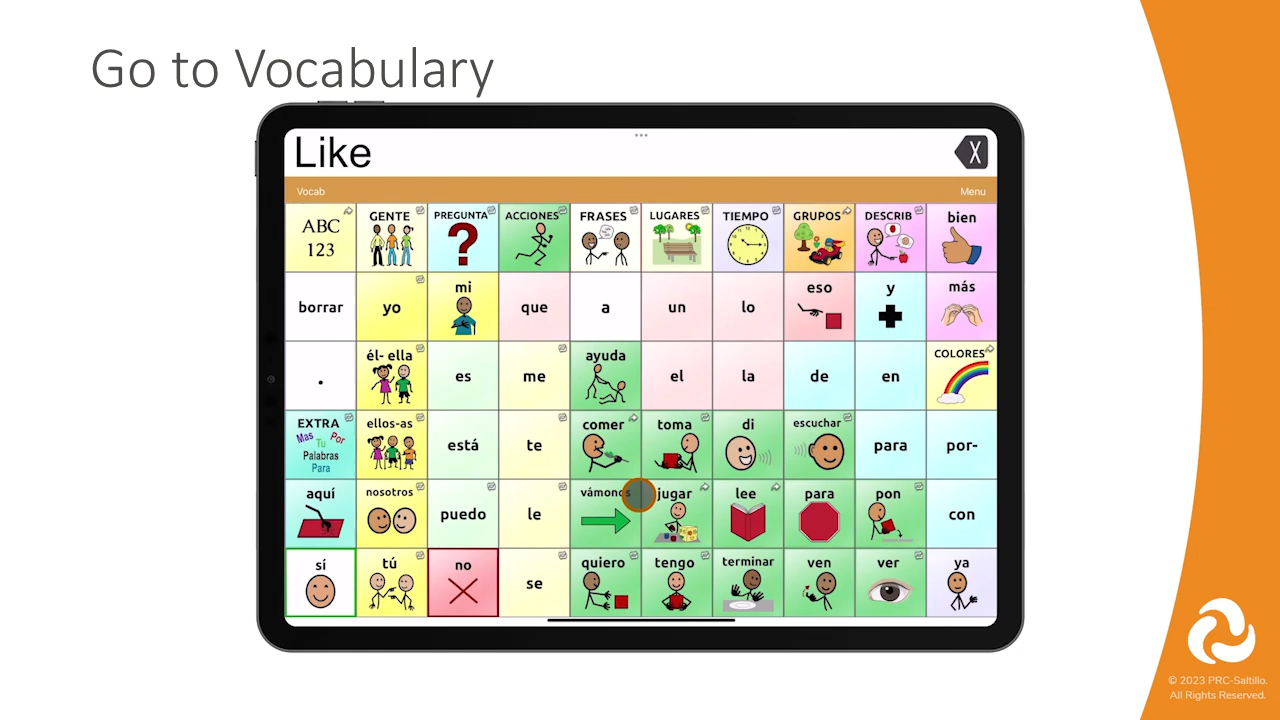 Go to Vocabulary
Like
X
Vocab Menu
ABC 123 GENTE PREGUNTA ACCIONES FRASES LUGARES TIEMPO GRUPOS DESCRIB bien
?
borrar yo mi que a un lo eso y más
. él- ella es me ayuda el la de en COLORES
EXTRA Mas Tu Por Palabras Para ellos-as está te comer toma di escuchar para por-
aquí nosotros puedo le vámonos jugar lee para pon con
sí tú no se quiero tengo terminar ven ver ya
© 2023 PRC-Saltillo.
All Rights Reserved.